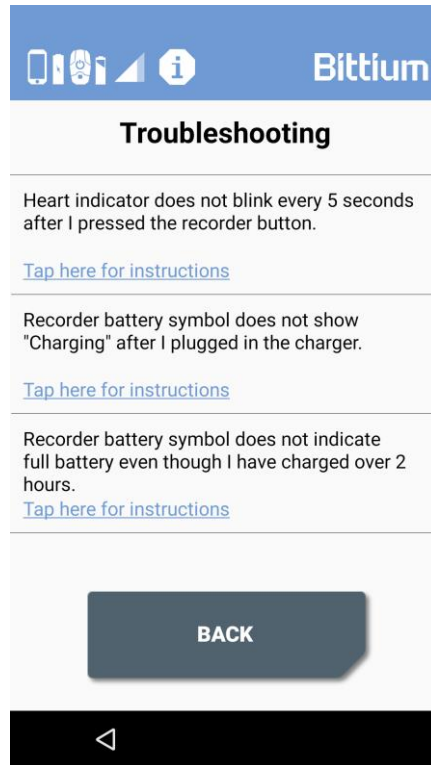 i
Bittium
Troubleshooting
Heart indicator does not blink every 5 seconds
after I pressed the recorder button.
Tap here for instructions
Recorder battery symbol does not show
"Charging" after I plugged in the charger.
Tap here for instructions
Recorder battery symbol does not indicate
full battery even though I have charged over 2
hours.
Tap here for instructions
BACK